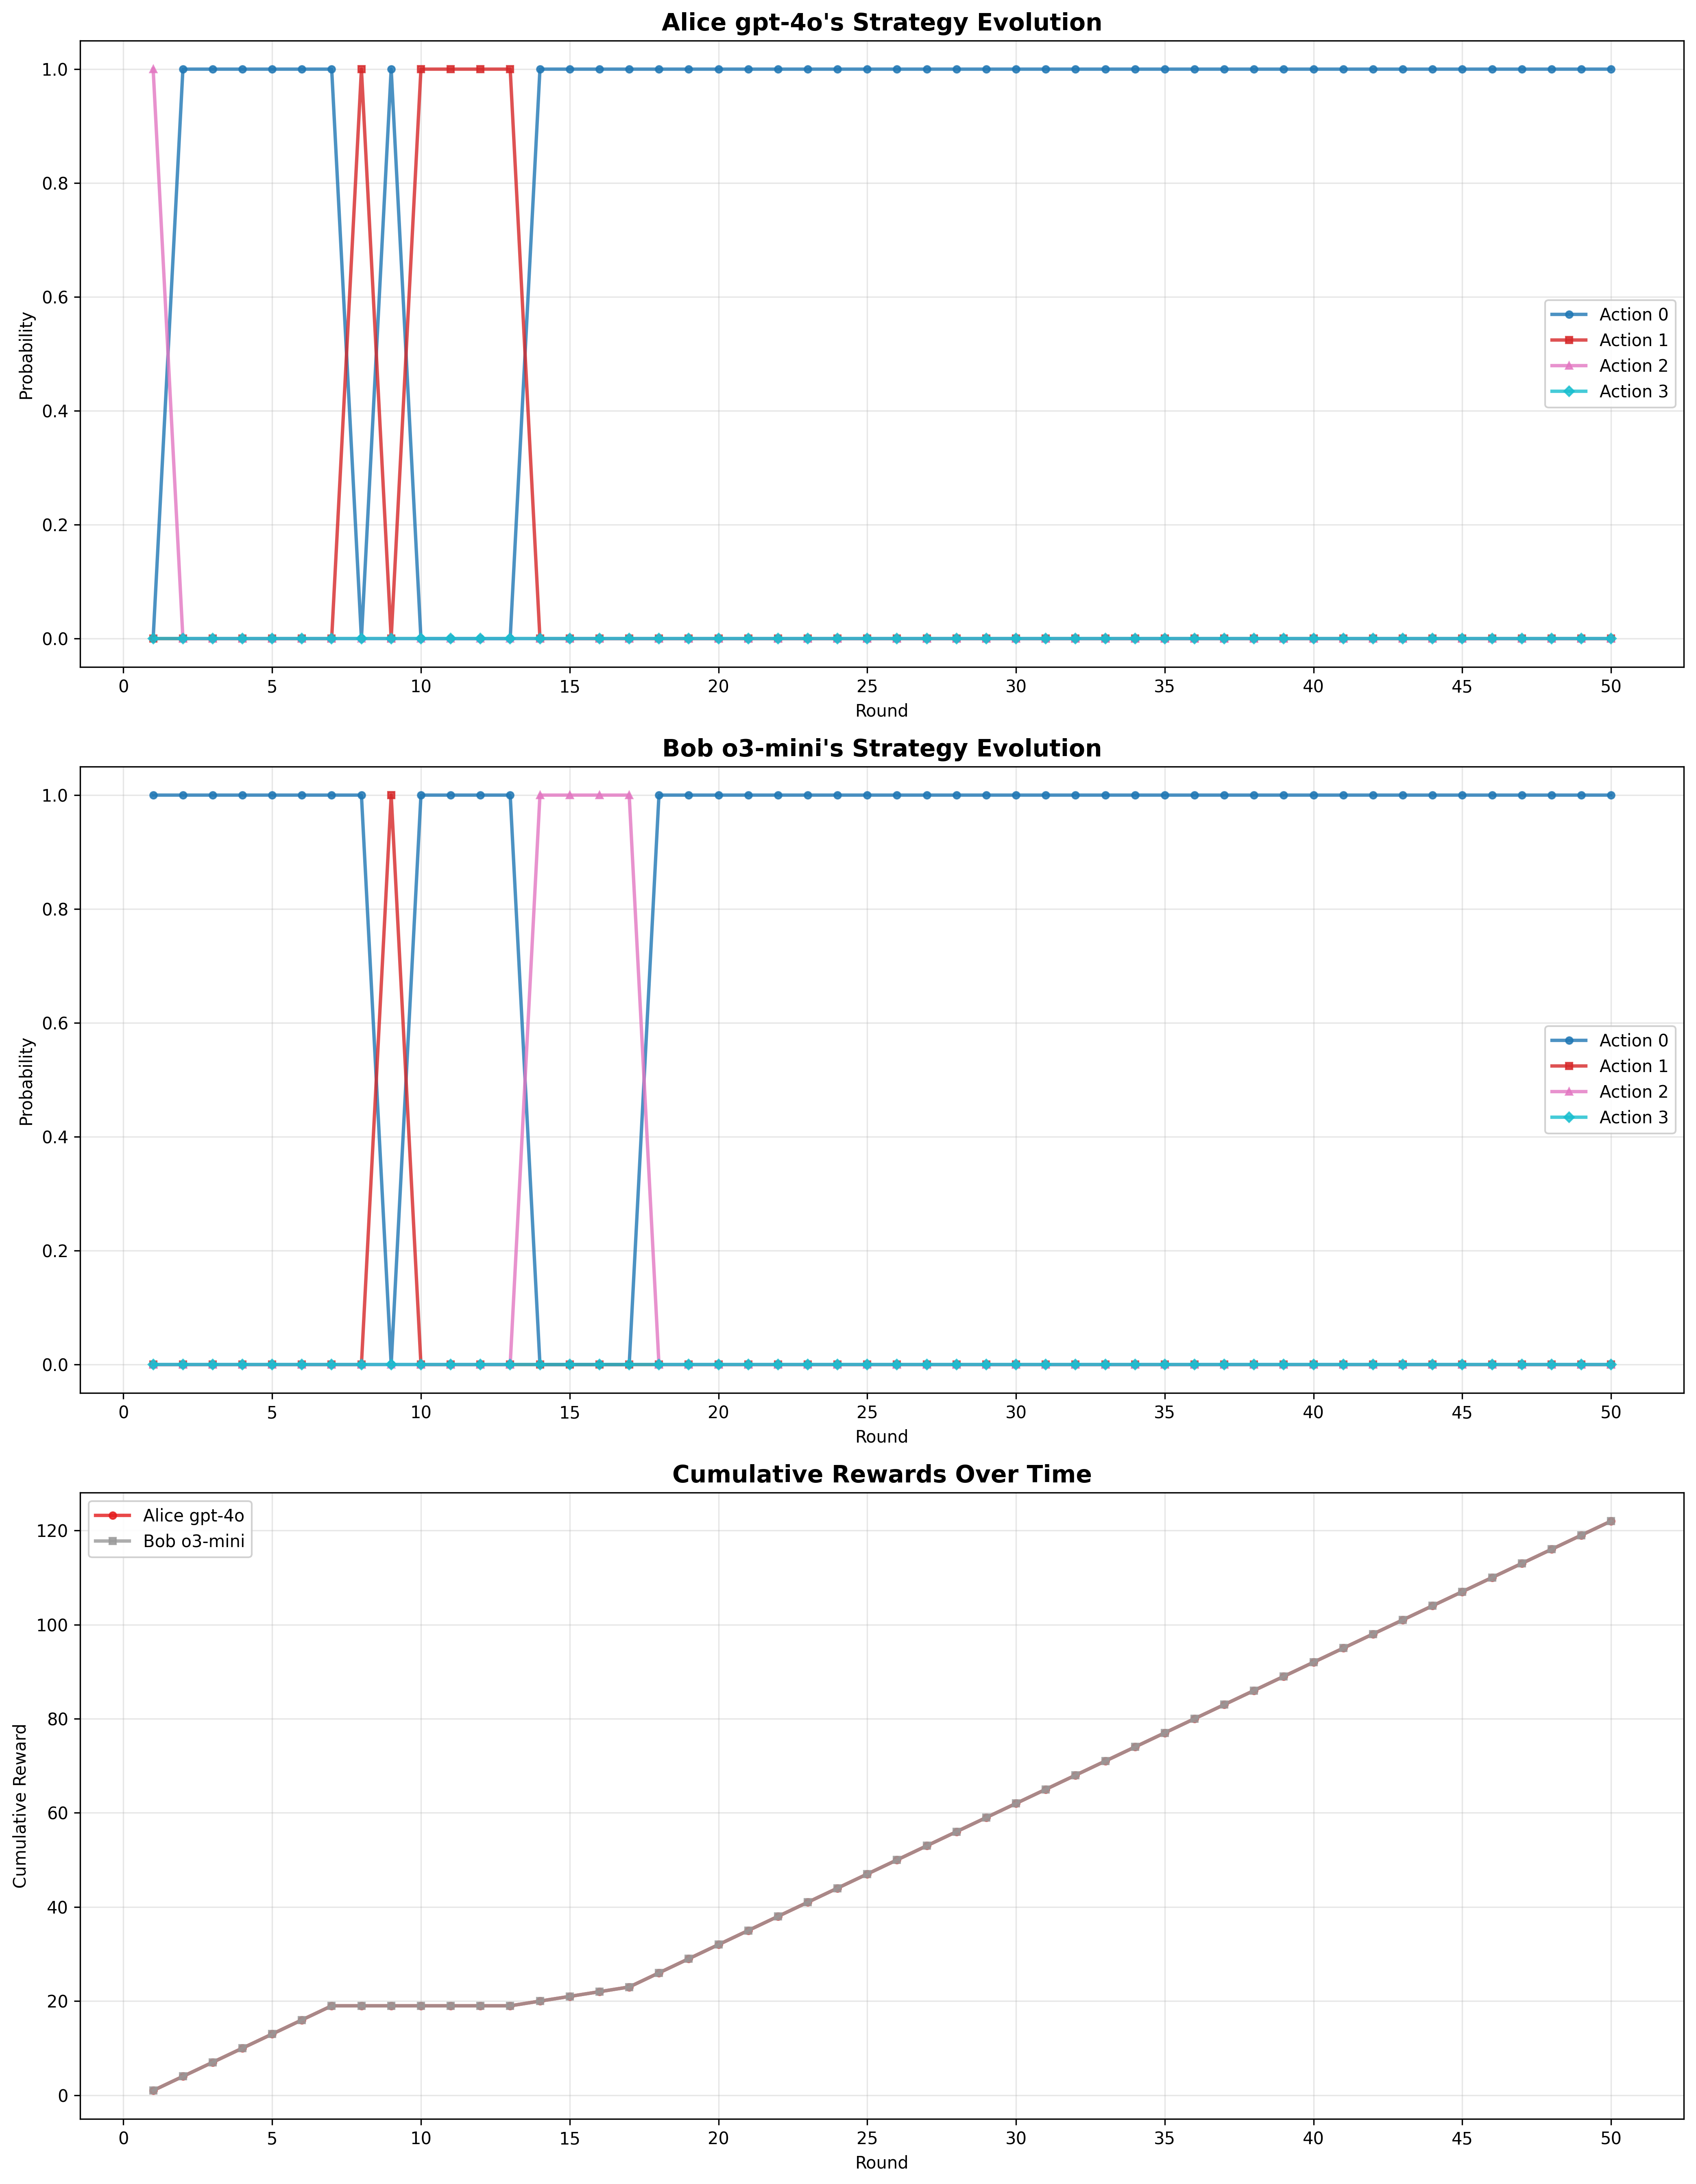 Alice gpt-4o's Strategy Evolution
1.0
0.8
0.6
0.4
0.2
0.0
Probability
Action 0
Action 1
Action 2
Action 3
0 5 10 15 20 25 30 35 40 45 50
Round
Bob o3-mini's Strategy Evolution
1.0
0.8
0.6
0.4
0.2
0.0
Probability
Action 0
Action 1
Action 2
Action 3
0 5 10 15 20 25 30 35 40 45 50
Round
Cumulative Rewards Over Time
Alice gpt-4o
Bob o3-mini
120
100
80
60
40
20
0
Cumulative Reward
0 5 10 15 20 25 30 35 40 45 50
Round